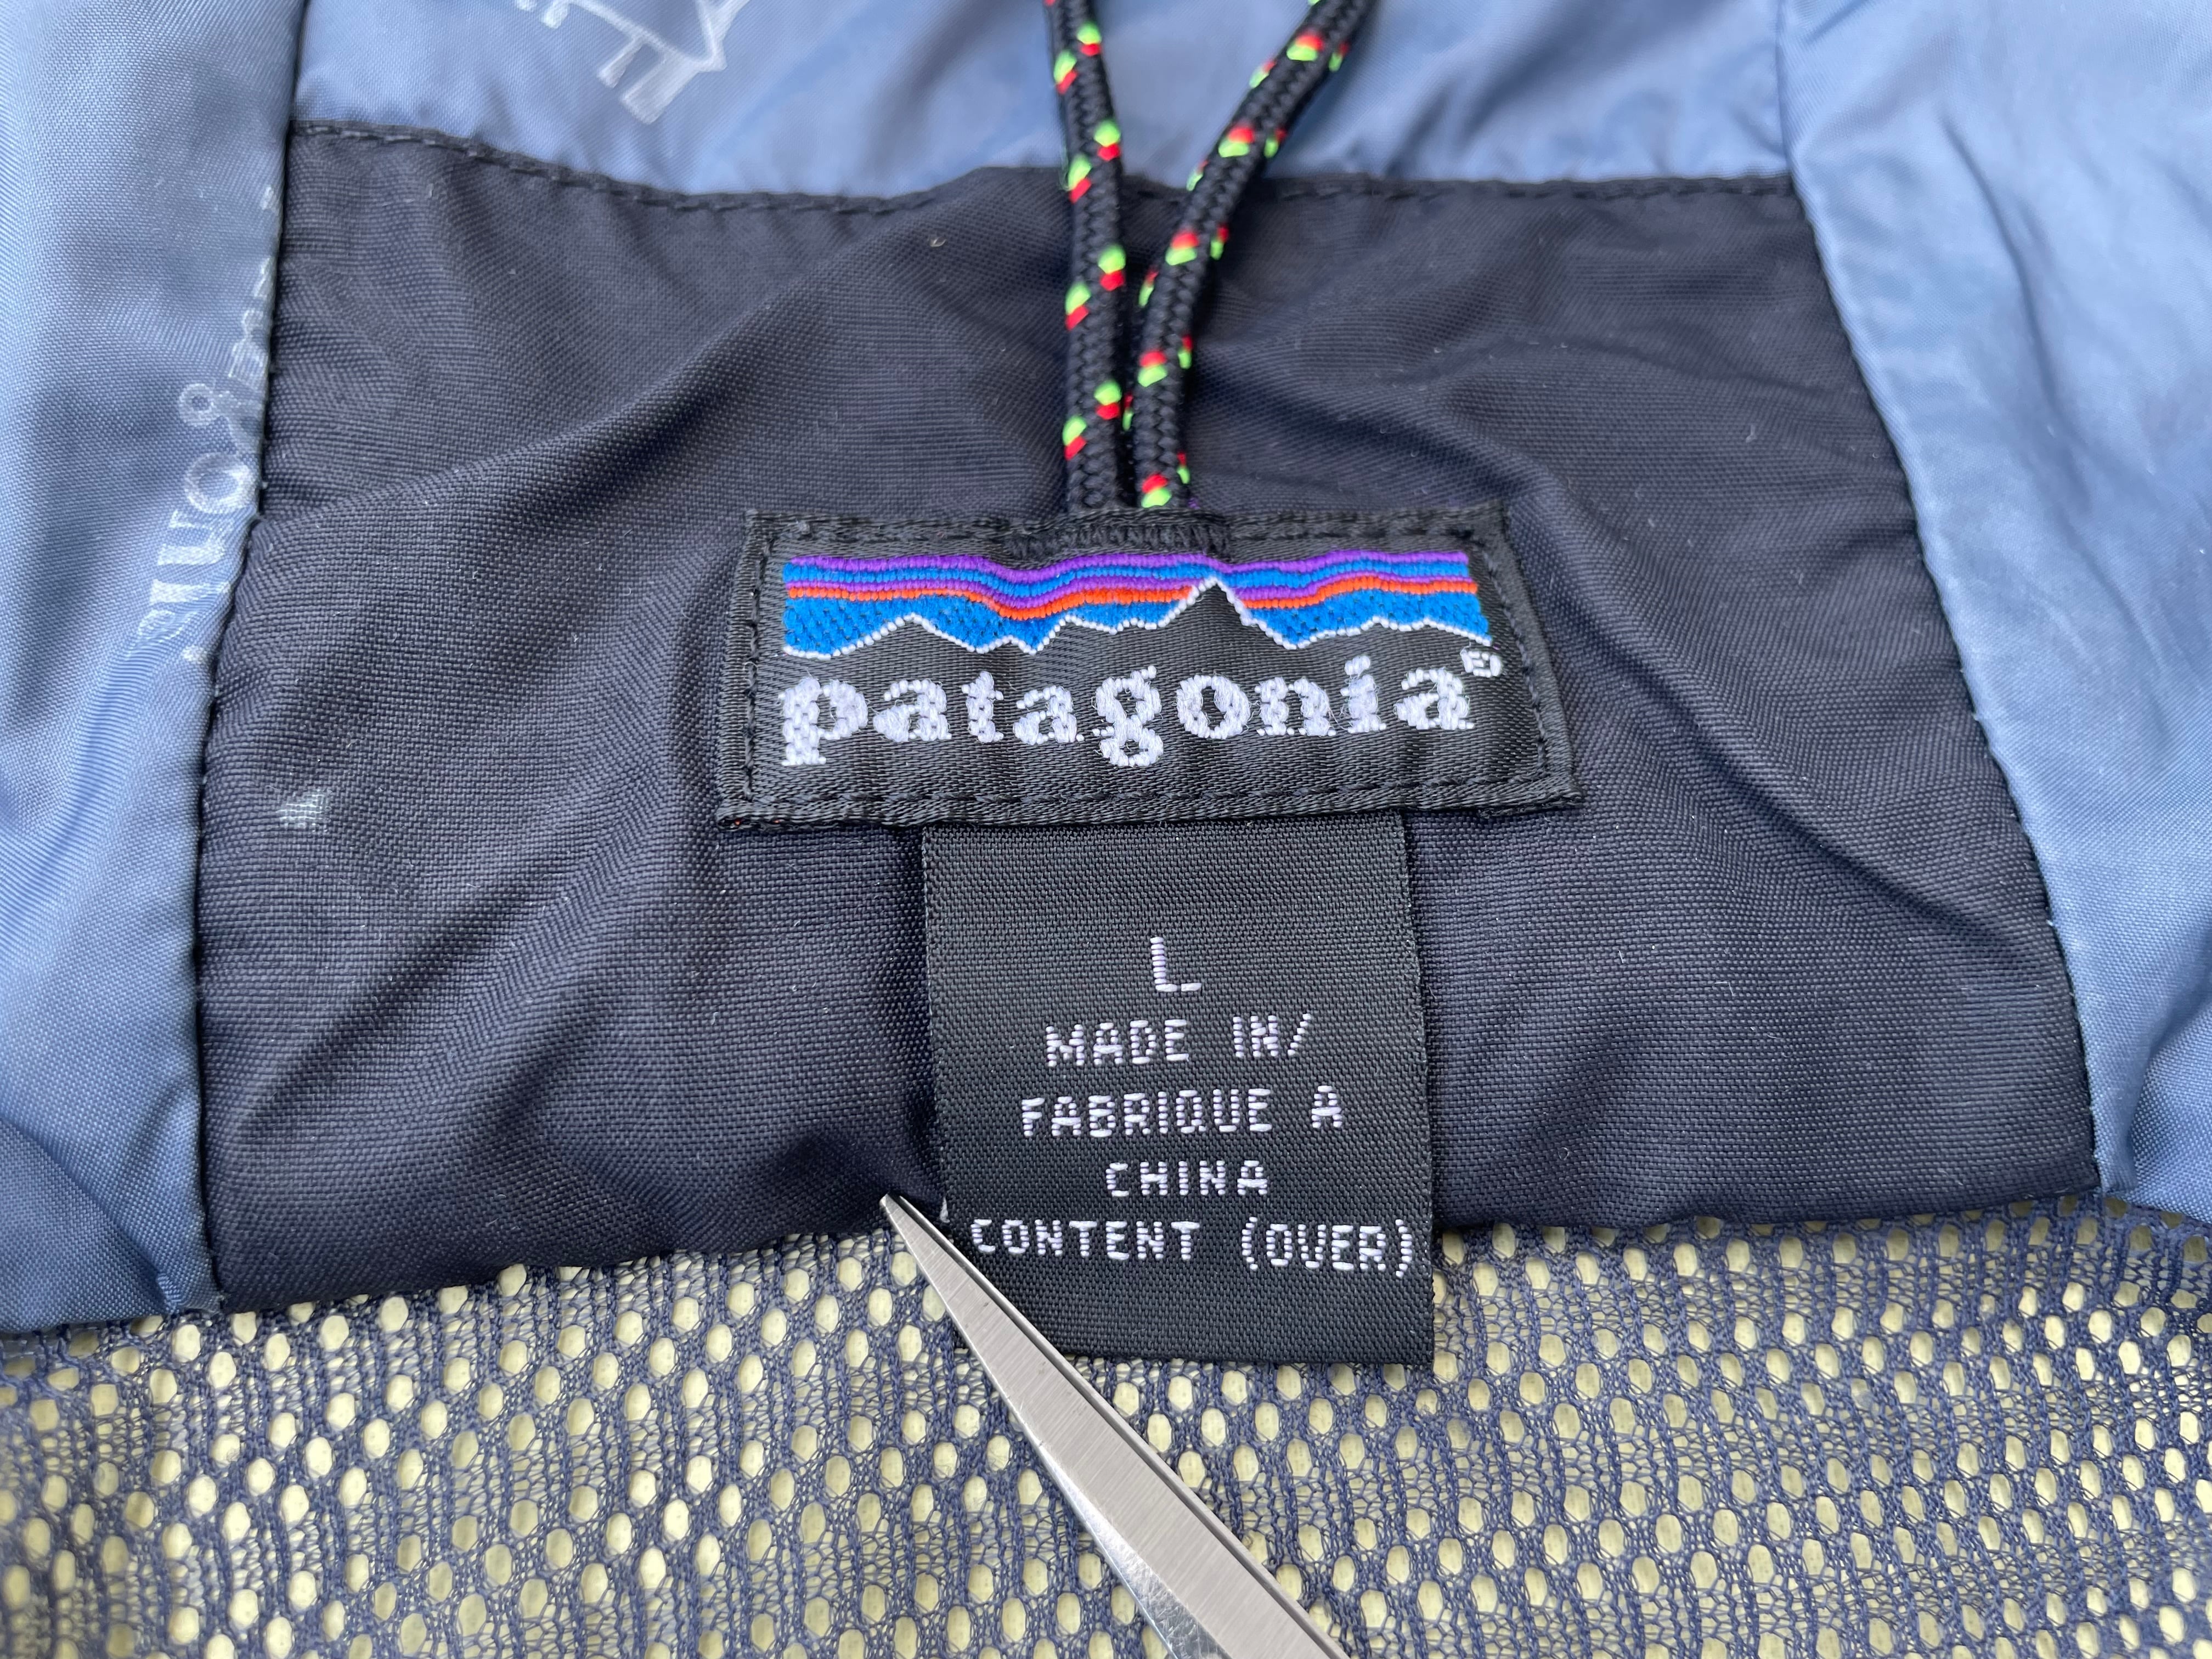 patagonia®
L
MADE IN/
FABRIQUE A
CHINA
CONTENT (OVER)